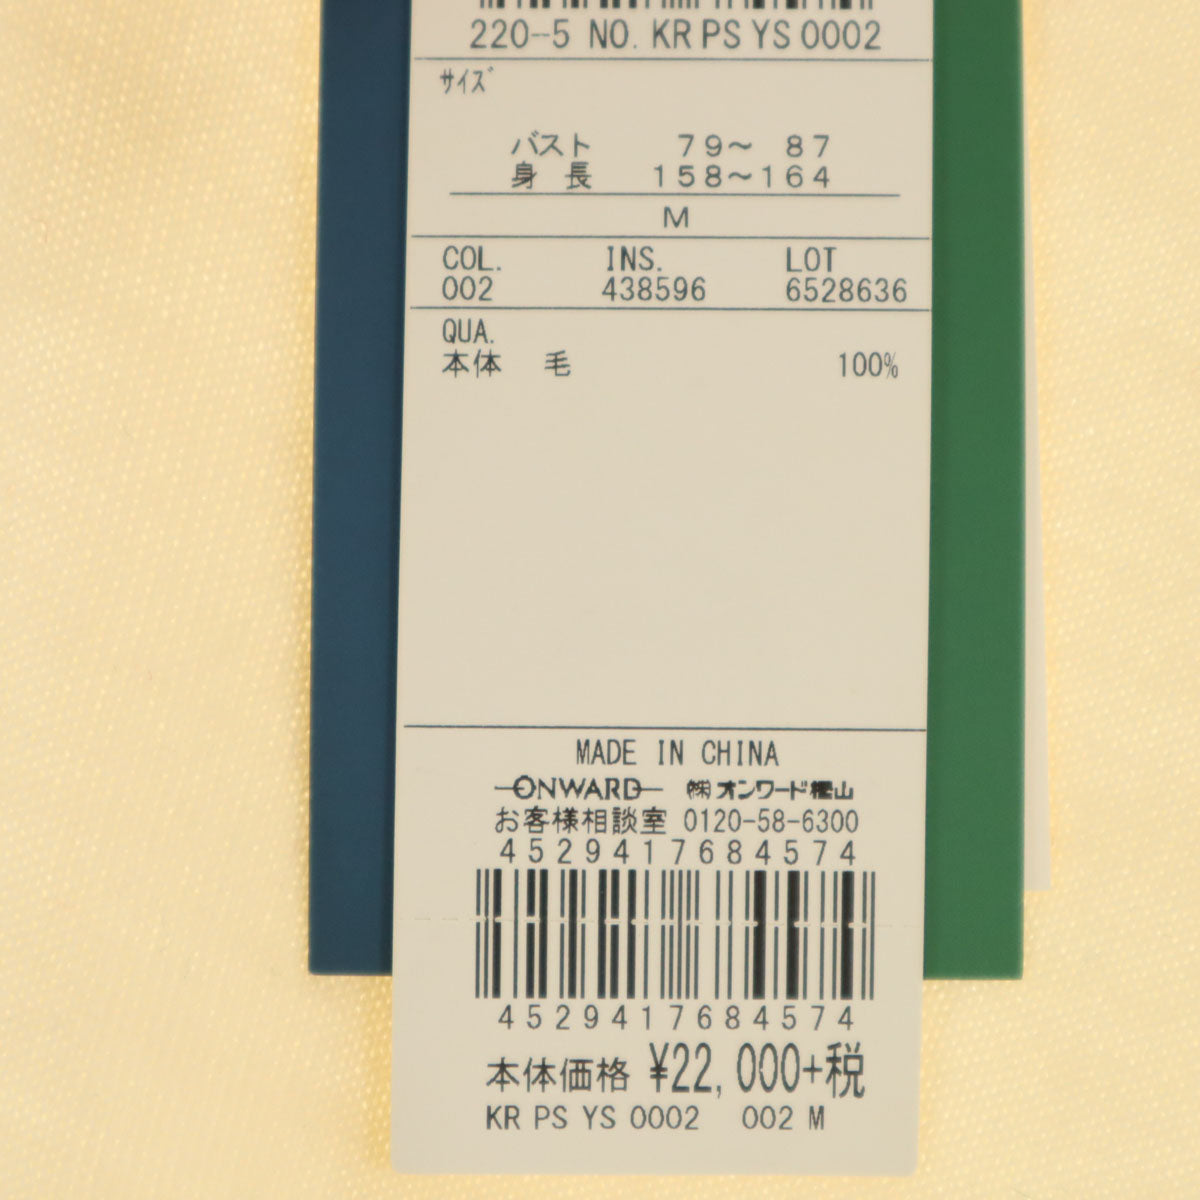 220-5 NO. KR PS YS 0002
サイズ
バスト 79～ 87
身長 158～164
M
COL. INS. LOT
002 438596 6528636
QUA.
本体 毛 100%
MADE IN CHINA
ONWARD ㈱オンワード樫山
お客様相談室 0120-58-6300
4529417684574
4529417684574
本体価格 ¥22,000+税
KR PS YS 0002 002 M